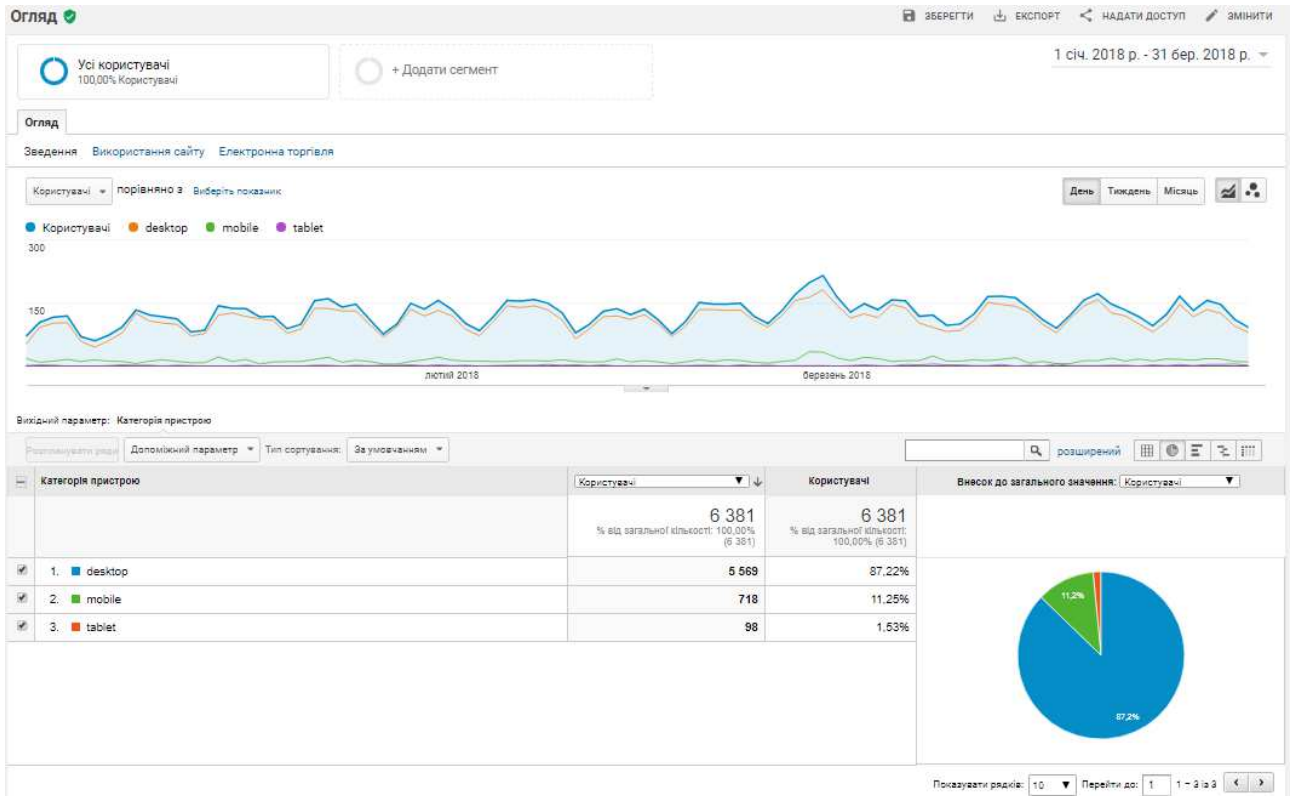 Огляд
ЗБЕРЕГТИ ЕКСПОРТ НАДАТИ ДОСТУП ЗМІНИТИ
Усі користувачі
100,00% Користувачі
+ Додати сегмент
1 січ. 2018 р. - 31 бер. 2018 р.
Огляд
Зведення Використання сайту Електронна торгівля
Користувачі порівняно з Виберіть показник
День Тиждень Місяць
Користувачі desktop mobile tablet
300
150
лютий 2018 березень 2018
Вихідний параметр: Категорія пристрою
Допоміжний параметр Тип сортування: За умовчанням
розширений
Категорія пристрою Користувачі Користувачі Внесок до загального значення: Користувачі
6 381 6 381
% від загальної кількості: 100,00% % від загальної кількості:
(6 381) 100,00% (6 381)
1. desktop 5 569 87,22%
2. mobile 718 11,25%
3. tablet 98 1,53%
11,2%
87,2%
Показувати рядків: 10 Перейти до: 1 1 – 3 із 3